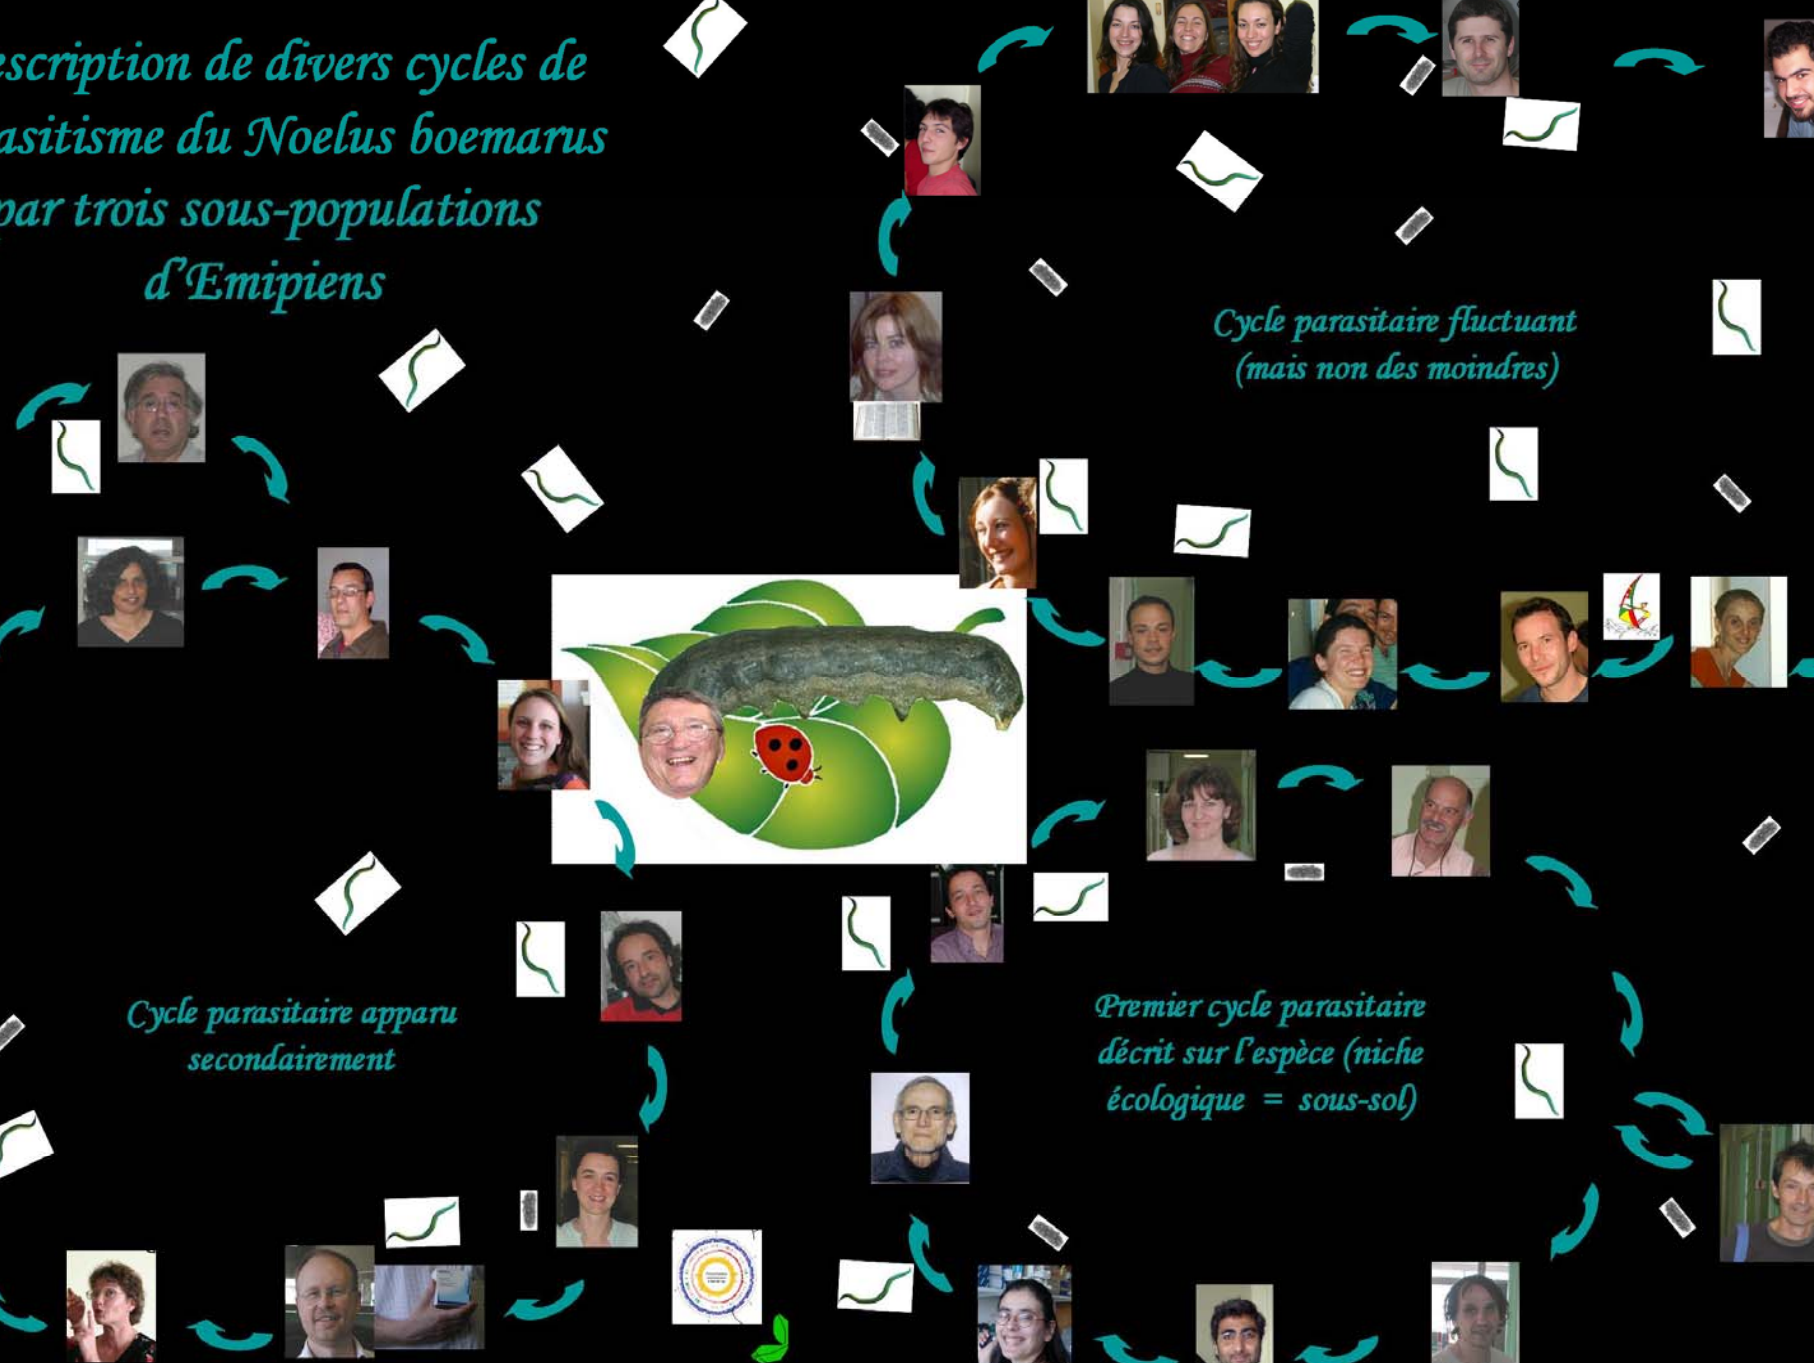 escription de divers cycles de
asitisme du Noelus boemarus
par trois sous-populations
d'Emipiens
Cycle parasitaire fluctuant
(mais non des moindres)
Cycle parasitaire apparu
secondairement
Premier cycle parasitaire
décrit sur l'espèce (niche
écologique = sous-sol)